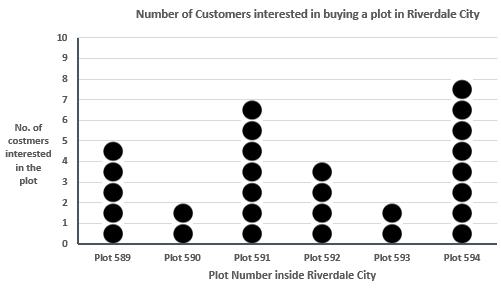 Number of Customers interested in buying a plot in Riverdale City
10
9
8
7
6
5
4
3
2
1
0
No. of
costmers
interested
in the
plot
Plot 589 Plot 590 Plot 591 Plot 592 Plot 593 Plot 594
Plot Number inside Riverdale City